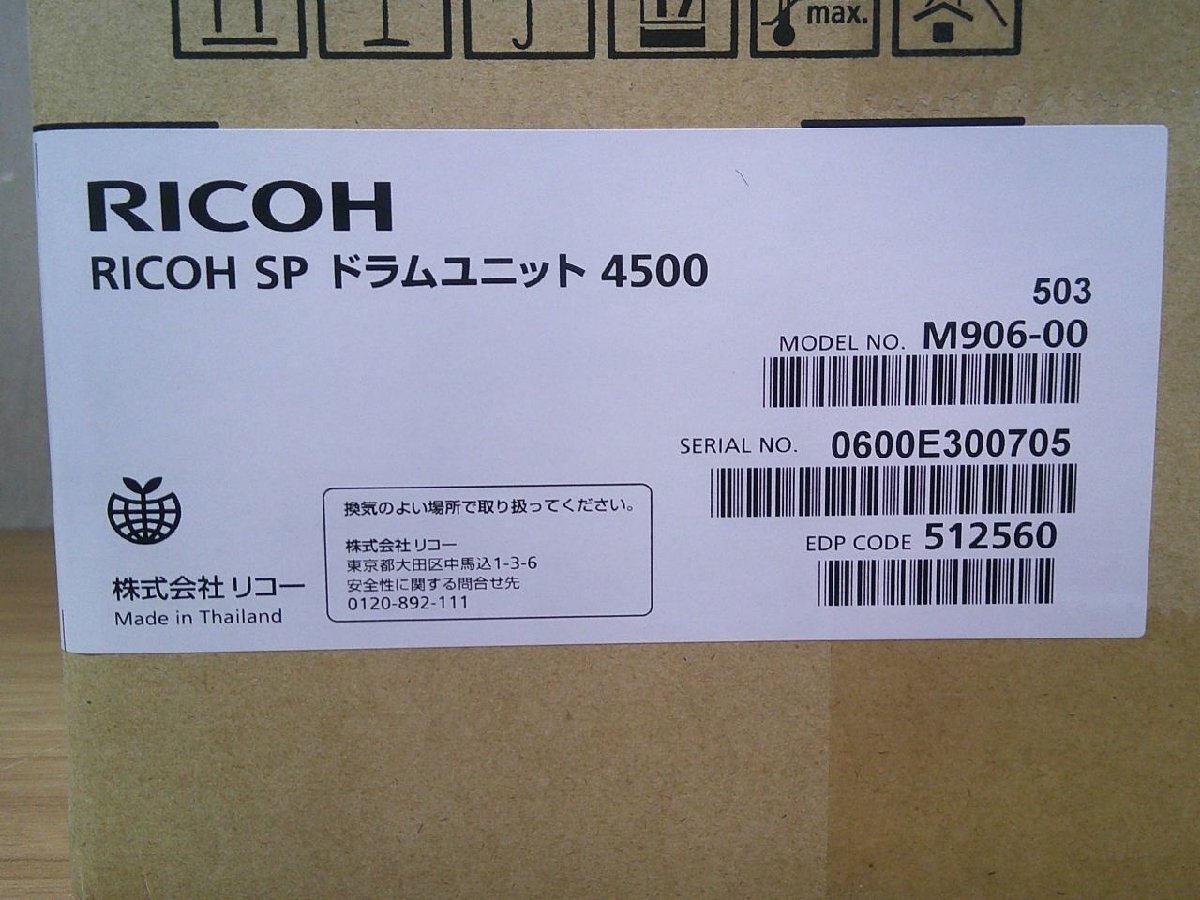 17
max.
RICOH
RICOH SP ドラムユニット 4500
503
MODEL NO. M906-00
SERIAL NO. 0600E300705
EDP CODE 512560
換気のよい場所で取り扱ってください。
株式会社リコー
東京都大田区中馬込1-3-6
安全性に関する問合せ先
0120-892-111
株式会社リコー
Made in Thailand